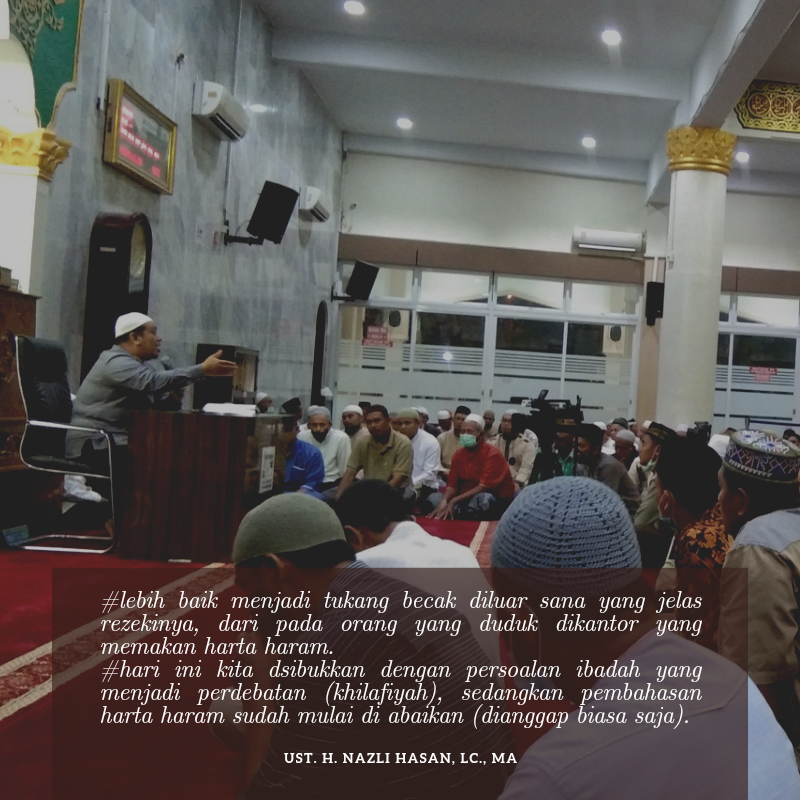 #lebih baik menjadi tukang becak diluar sana yang jelas
rezekinya, dari pada orang yang duduk dikantor yang
memakan harta haram.
#hari ini kita dsibukkan dengan persoalan ibadah yang
menjadi perdebatan (khilafiyah), sedangkan pembahasan
harta haram sudah mulai di abaikan (dianggap biasa saja).
UST. H. NAZLI HASAN, LC., MA